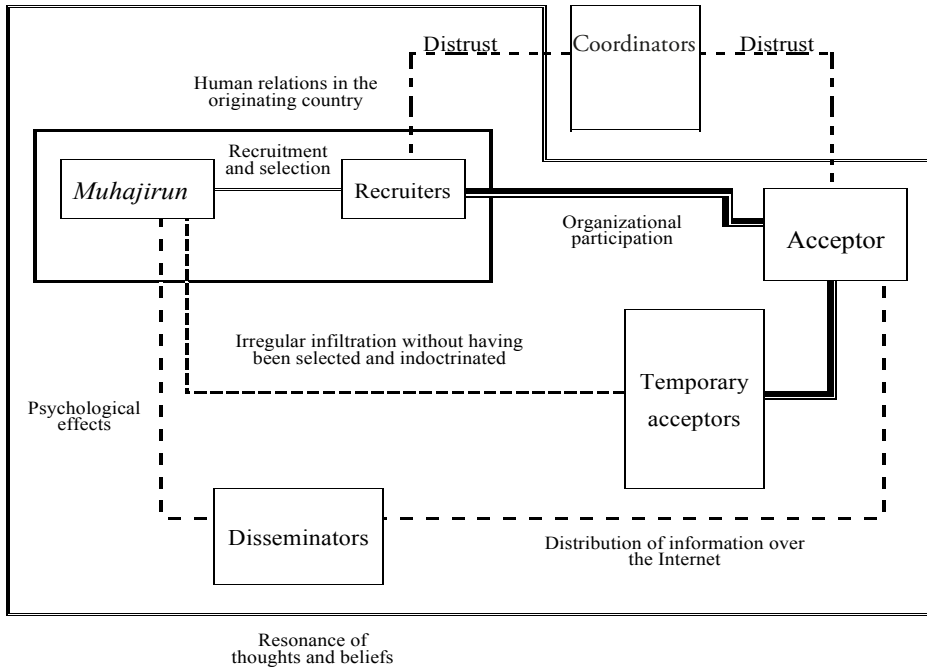 Distrust
Coordinators
Distrust
Human relations in the
originating country
Recruitment
and selection
Muhajirun
Recruiters
Organizational
participation
Acceptor
Irregular infiltration without having
been selected and indoctrinated
Temporary
acceptors
Psychological
effects
Disseminators
Distribution of information over
the Internet
Resonance of
thoughts and beliefs